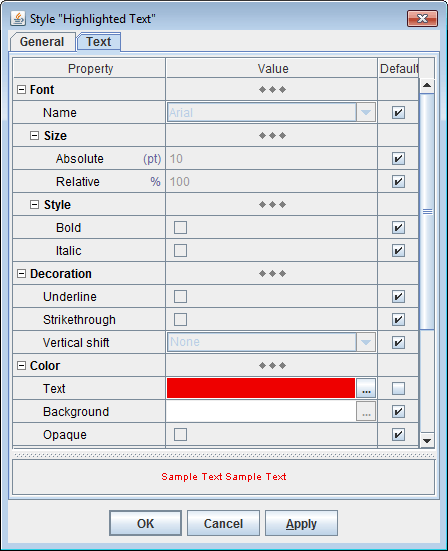 Style "Highlighted Text"
General Text
Property Value Default
Font
Name Arial
Size
Absolute (pt) 10
Relative % 100
Style
Bold
Italic
Decoration
Underline
Strikethrough
Vertical shift None
Color
Text ...
Background ...
Opaque
Sample Text Sample Text
OK Cancel Apply